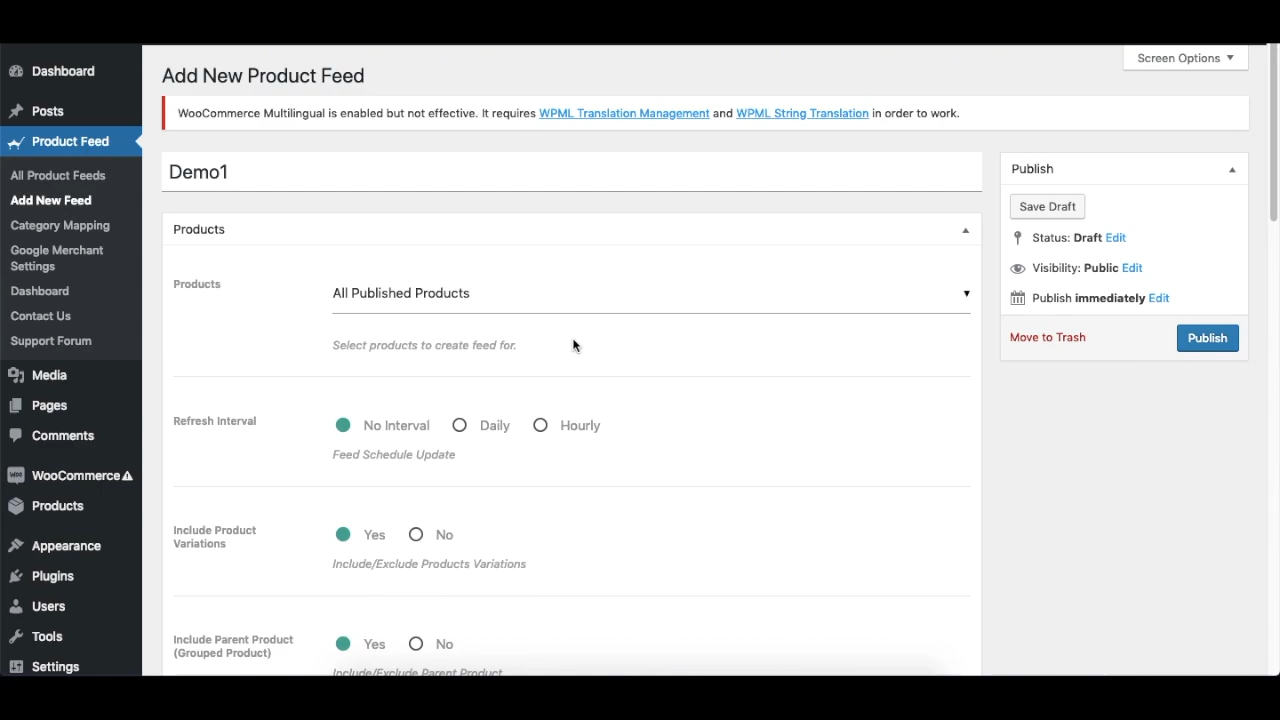 Dashboard
Posts
Product Feed
All Product Feeds
Add New Feed
Category Mapping
Google Merchant
Settings
Dashboard
Contact Us
Support Forum
Media
Pages
Comments
WooCommerce
Products
Appearance
Plugins
Users
Tools
Settings
Screen Options ▼
Add New Product Feed
WooCommerce Multilingual is enabled but not effective. It requires WPML Translation Management and WPML String Translation in order to work.
Demo1
Products
Products
All Published Products
Select products to create feed for.
Refresh Interval
No Interval Daily Hourly
Feed Schedule Update
Include Product
Variations
Yes No
Include/Exclude Products Variations
Include Parent Product
(Grouped Product)
Yes No
Include/Exclude Parent Product
Publish
Save Draft
Status: Draft Edit
Visibility: Public Edit
Publish immediately Edit
Move to Trash
Publish